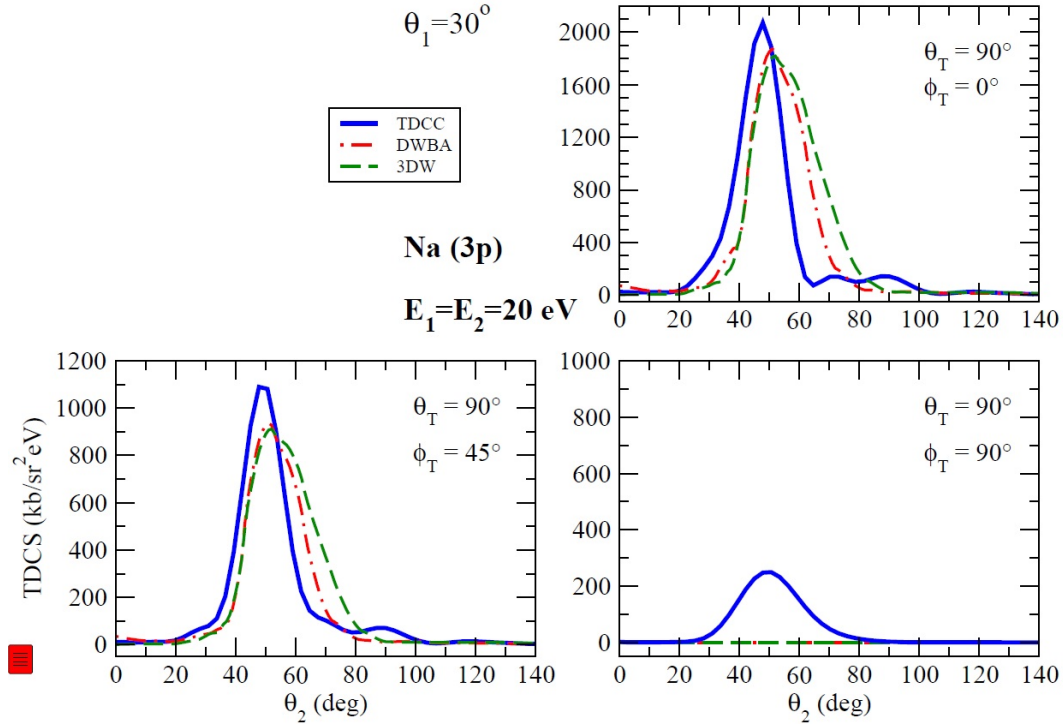 θ1=30°
TDCC
DWBA
3DW
Na (3p)
E1=E2=20 eV
2000
1600
1200
800
400
0
θT = 90°
ϕT = 0°
0 20 40 60 80 100 120 140
TDCS (kb/sr²eV)
1200
1000
800
600
400
200
0
θT = 90°
ϕT = 45°
0 20 40 60 80 100 120 140
θ2 (deg)
1000
800
600
400
200
0
θT = 90°
ϕT = 90°
0 20 40 60 80 100 120 140
θ2 (deg)